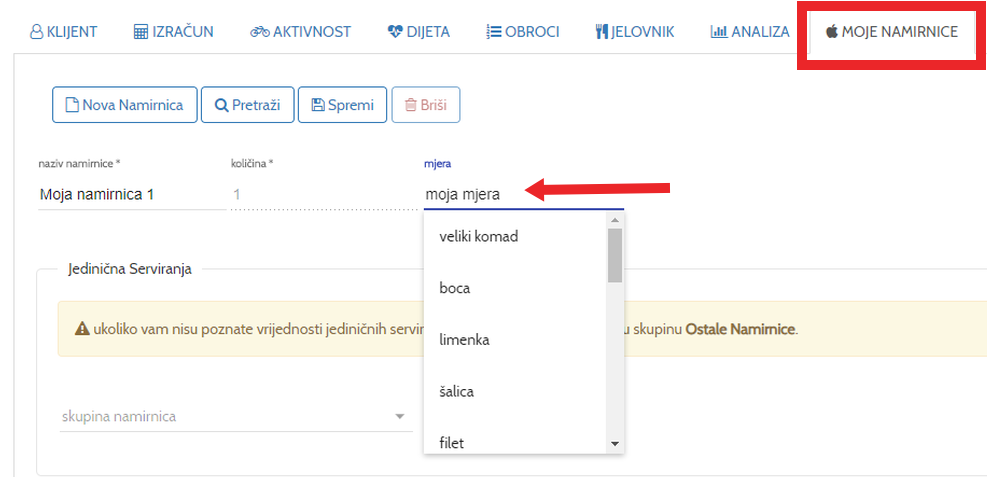 KLIJENT IZRAČUN AKTIVNOST DIJETA OBROCI JELOVNIK ANALIZA MOJE NAMIRNICE
Nova Namirnica Pretraži Spremi Briši
naziv namirnice * količina * mjera
Moja namirnica 1 1 moja mjera
veliki komad
Jedinična Serviranja
boca
ukoliko vam nisu poznate vrijednosti jediničnih u skupinu Ostale Namirnice.
limenka
šalica
skupina namirnica
filet